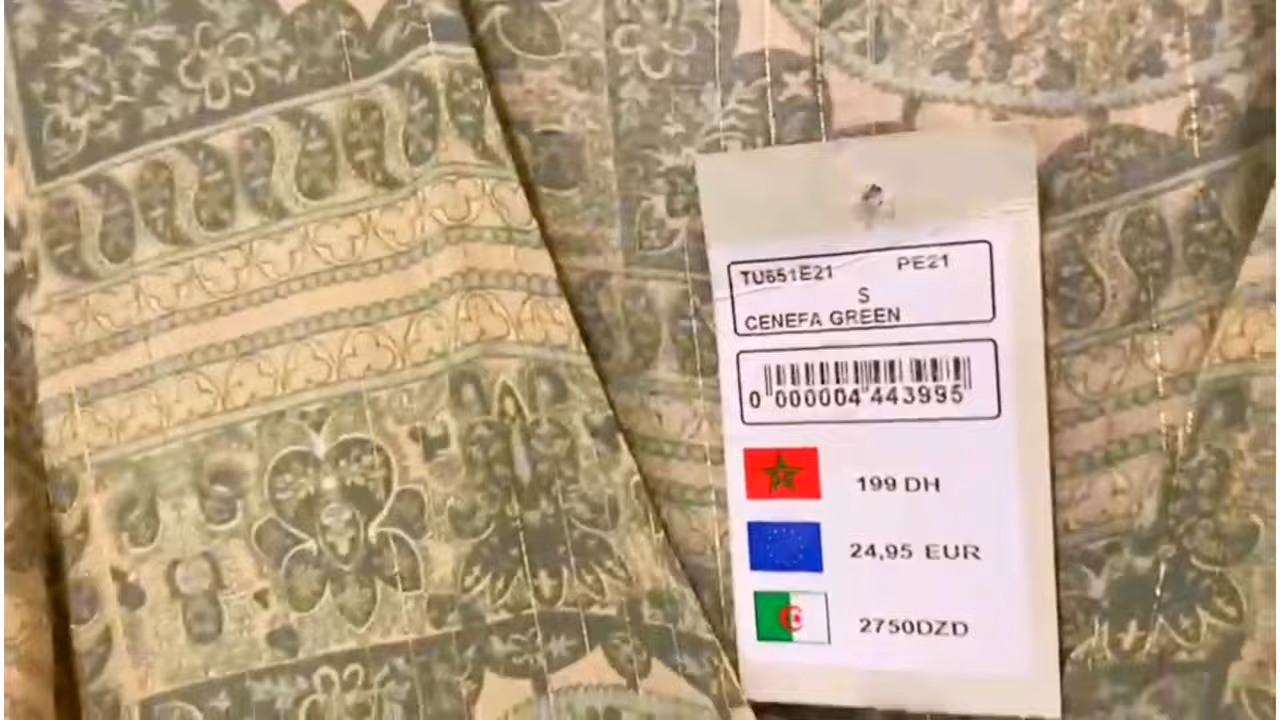 TU651E21 PE21
S
CENEFA GREEN
0 000004 443995
199 DH
24,95 EUR
2750DZD